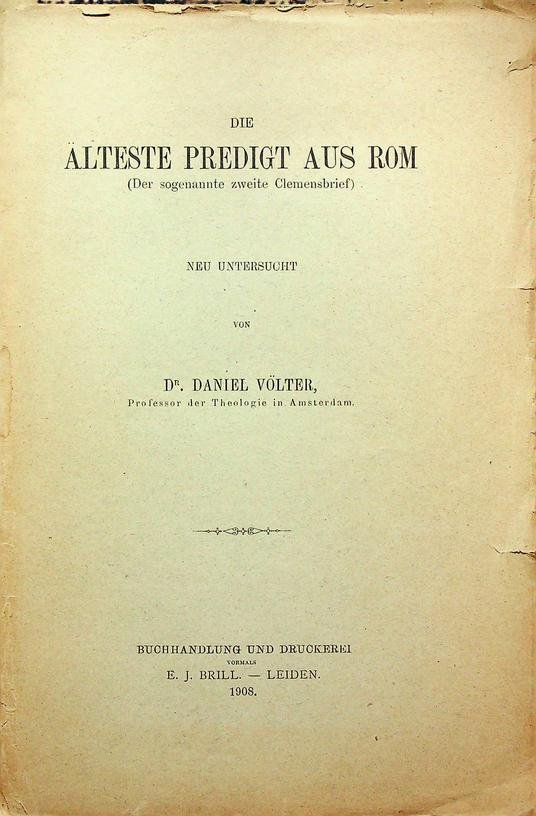 DIE
ÄLTESTE PREDIGT AUS ROM
(Der sogenannte zweite Clemensbrief)
NEU UNTERSUCHT
VON
DR. DANIEL VÖLTER,
Professor der Theologie in Amsterdam.
BUCHHANDLUNG UND DRUCKEREI
VORMALS
E. J. BRILL. — LEIDEN.
1908.